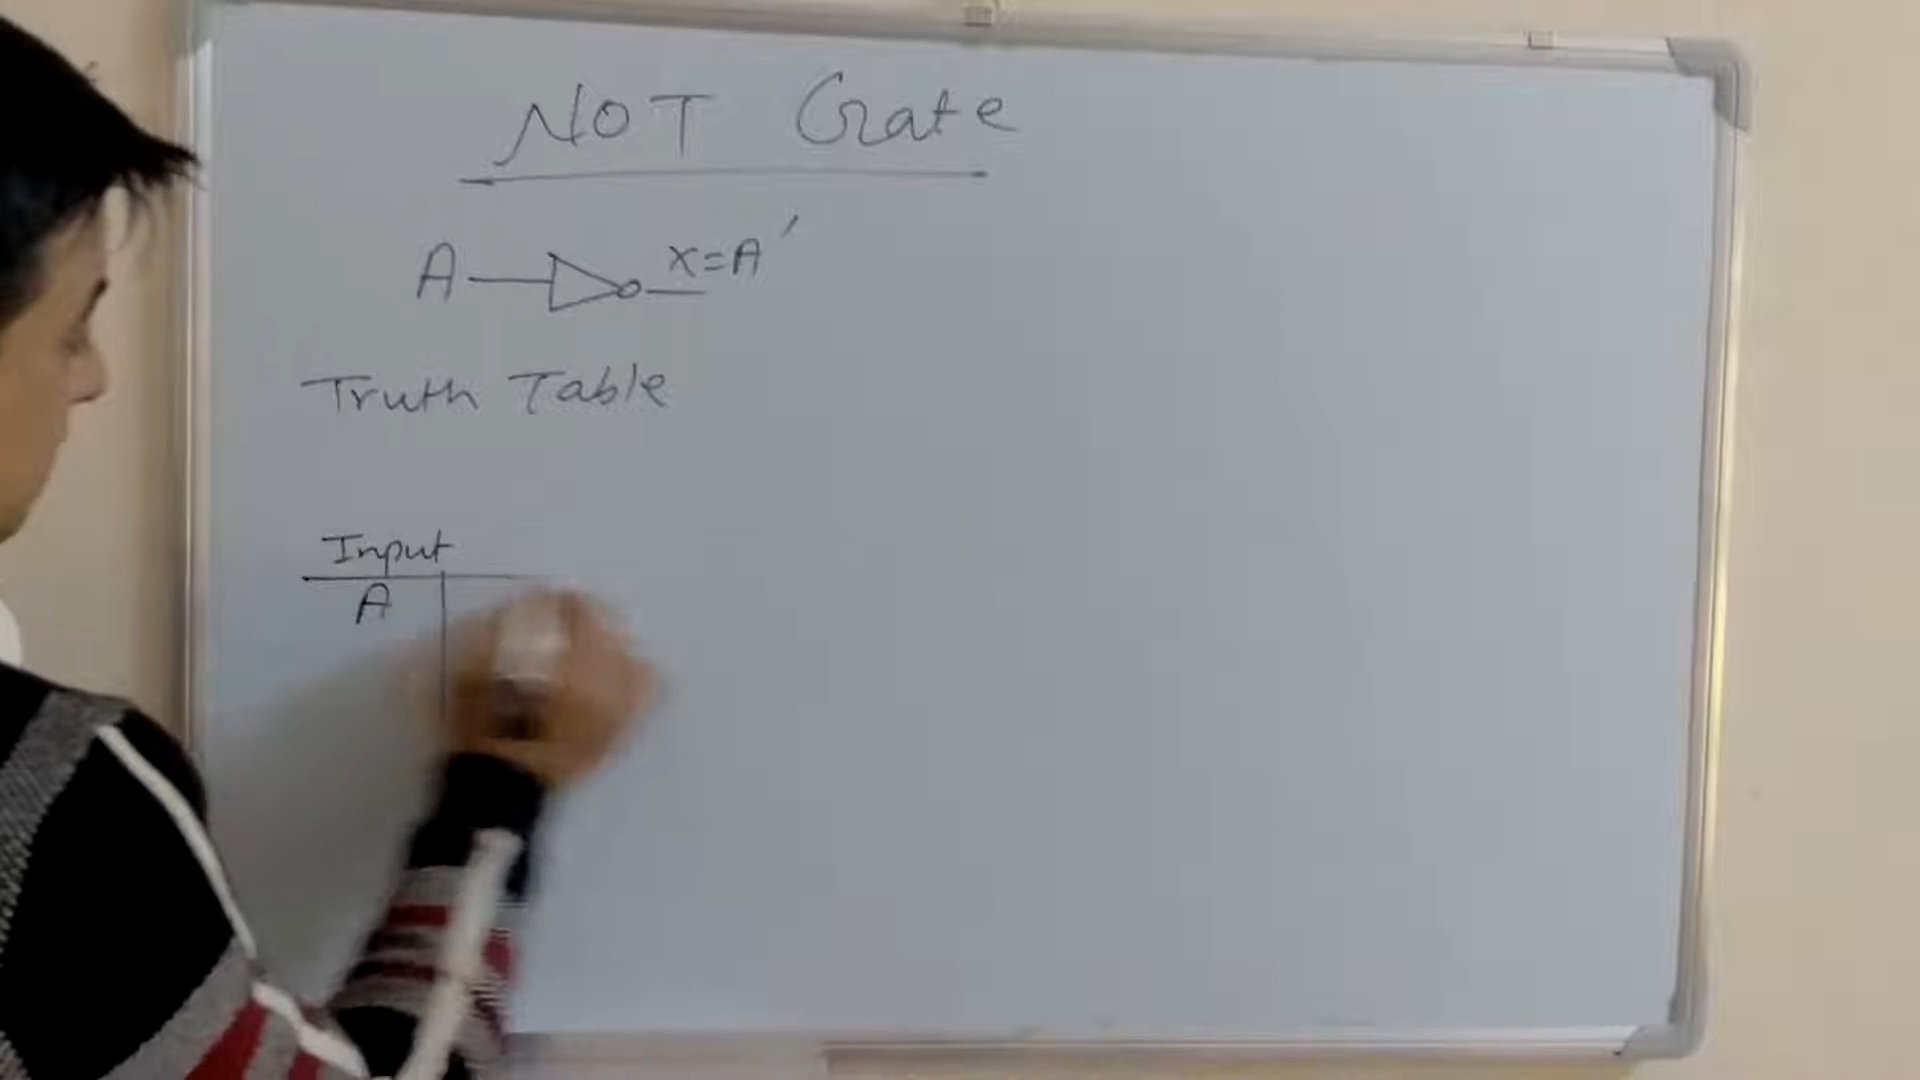 NOT Gate
A x=A'
Truth Table
Input
A